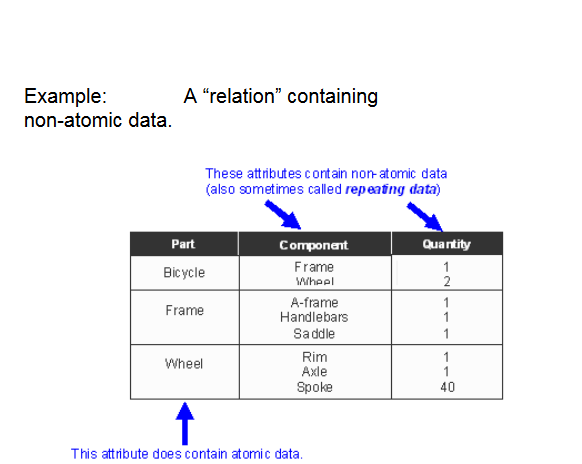 Example: A “relation” containing
non-atomic data.
These attributes contain non-atomic data
(also sometimes called repeating data)
Part Component Quantity
Bicycle
Frame 1
Wheel 2
Frame
A-frame 1
Handlebars 1
Saddle 1
Wheel
Rim 1
Axle 1
Spoke 40
This attribute does contain atomic data.